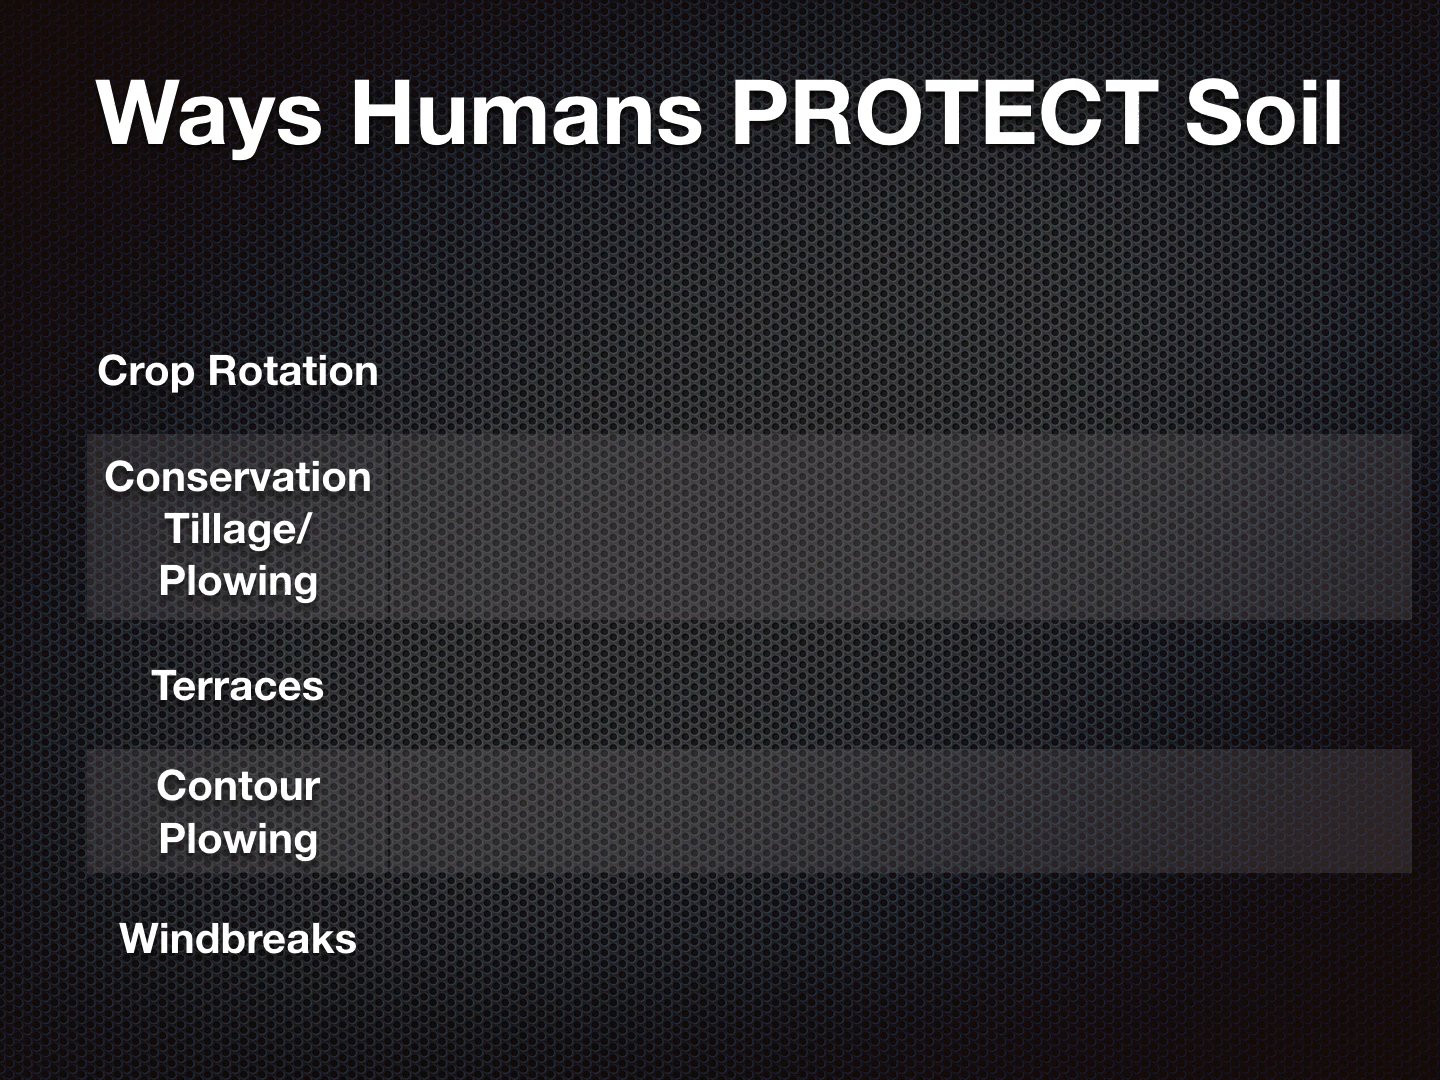 Ways Humans PROTECT Soil
Crop Rotation
Conservation
Tillage/
Plowing
Terraces
Contour
Plowing
Windbreaks